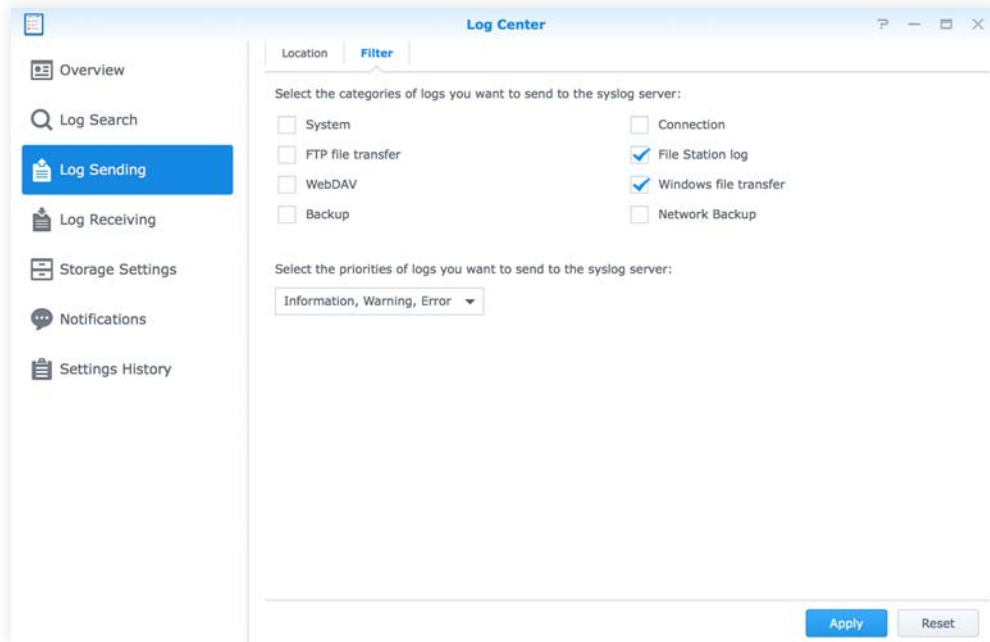 Log Center
Overview
Log Search
Log Sending
Log Receiving
Storage Settings
Notifications
Settings History
Location Filter
Select the categories of logs you want to send to the syslog server:
System Connection
FTP file transfer File Station log
WebDAV Windows file transfer
Backup Network Backup
Select the priorities of logs you want to send to the syslog server:
Information, Warning, Error
Apply Reset